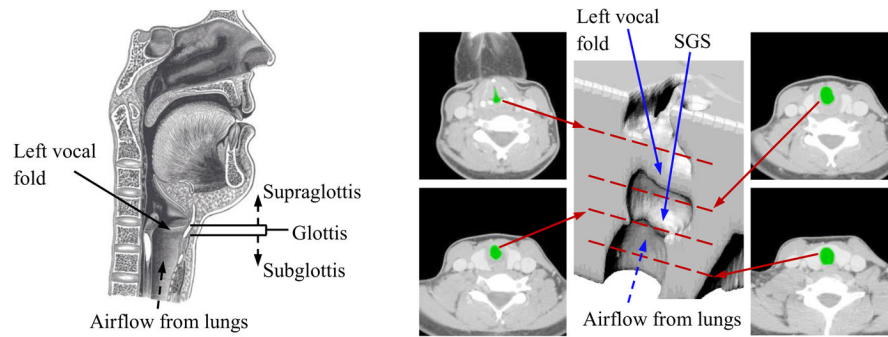 Left vocal
fold
Supraglottis
Glottis
Subglottis
Airflow from lungs
Left vocal
fold
SGS
Airflow from lungs